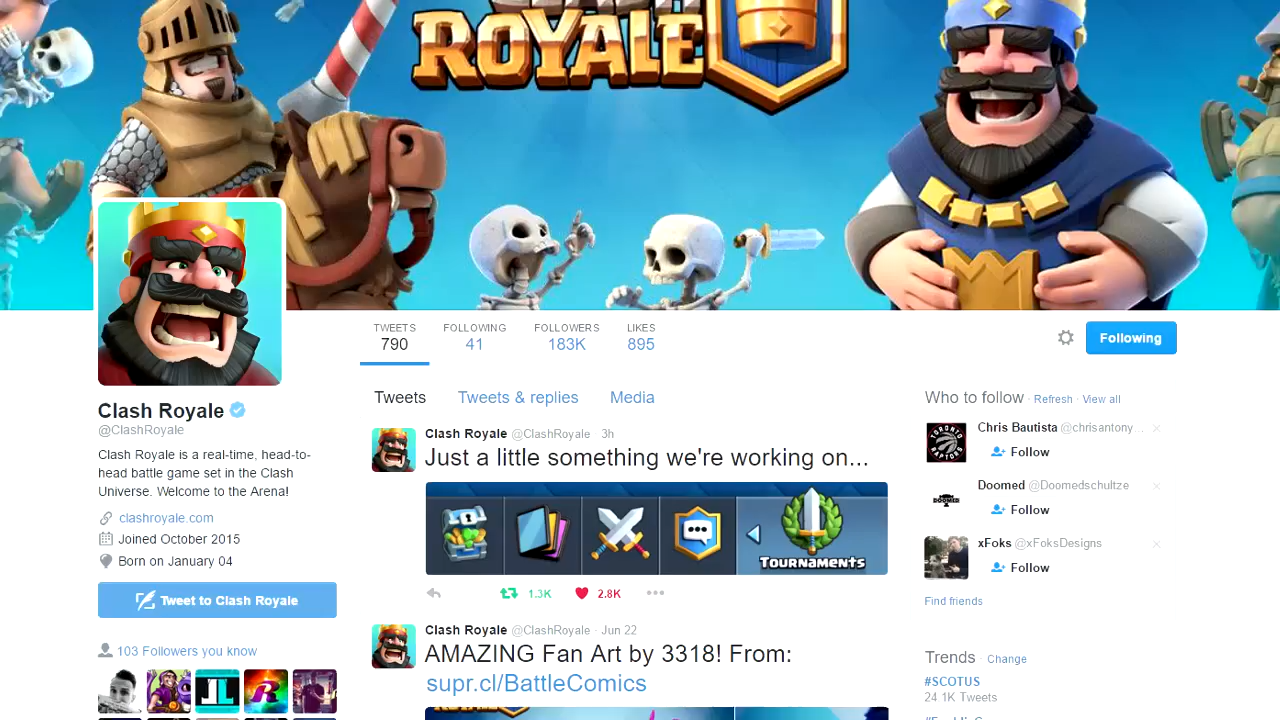 ROYALE
TWEETS
790
FOLLOWING
41
FOLLOWERS
183K
LIKES
895
Following
Clash Royale
@ClashRoyale
Clash Royale is a real-time, head-to-
head battle game set in the Clash
Universe. Welcome to the Arena!
clashroyale.com
Joined October 2015
Born on January 04
Tweet to Clash Royale
103 Followers you know
Tweets
Tweets & replies
Media
Clash Royale @ClashRoyale 3h
Just a little something we're working on...
Tournaments
1.3K
2.8K
Clash Royale @ClashRoyale · Jun 22
AMAZING Fan Art by 3318! From:
supr.cl/BattleComics
Who to follow · Refresh · View all
Chris Bautista @chrisantony...
Follow
Doomed @Doomedschultze
Follow
xFoks @xFoksDesigns
Follow
Find friends
Trends · Change
#SCOTUS
24.1K Tweets